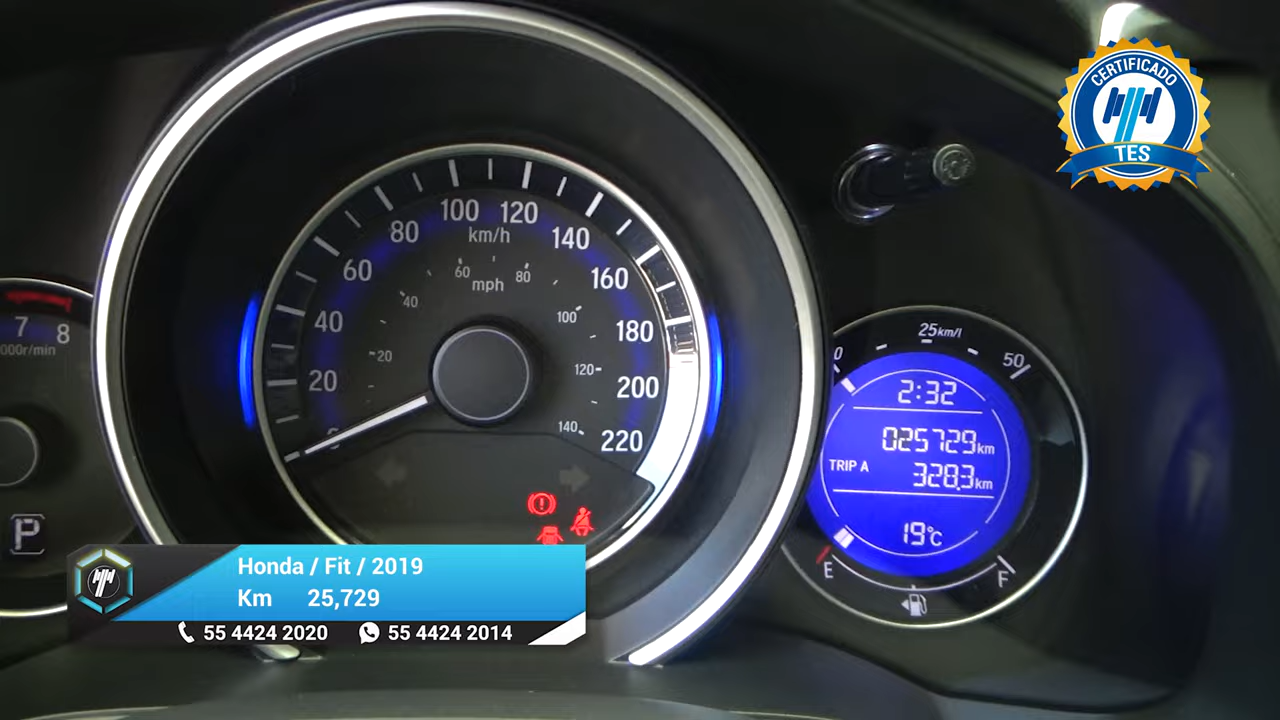 CERTIFICADO
TES
100 120
80 km/h 140
60 60 mph 80 160
40 40 100 180
20 20 120 200
140 220
7 8
000r/min
P
25km/l
0 50
2:32
025729km
TRIP A 328.3km
19°C
E F
Honda / Fit / 2019
Km 25,729
55 4424 2020 55 4424 2014